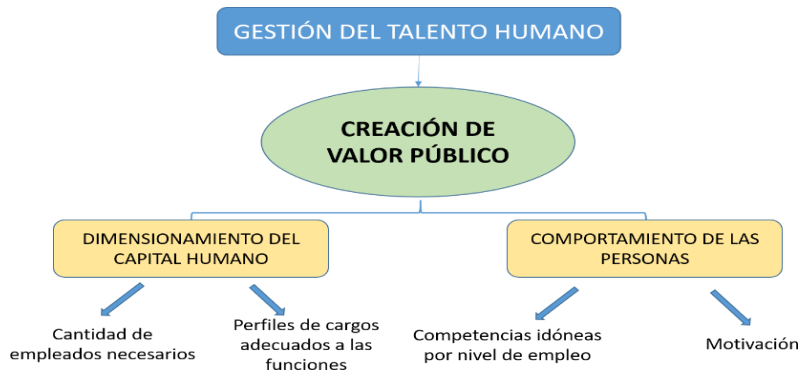 GESTIÓN DEL TALENTO HUMANO
CREACIÓN DE
VALOR PÚBLICO
DIMENSIONAMIENTO DEL
CAPITAL HUMANO
COMPORTAMIENTO DE LAS
PERSONAS
Cantidad de
empleados necesarios
Perfiles de cargos
adecuados a las
funciones
Competencias idóneas
por nivel de empleo
Motivación